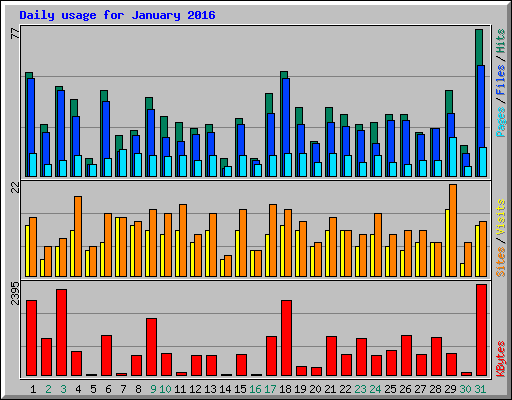 Daily usage for January 2016
77
Pages / Files / Hits
22
Sites / Visits
2395
KBytes
1 2 3 4 5 6 7 8 9 10 11 12 13 14 15 16 17 18 19 20 21 22 23 24 25 26 27 28 29 30 31